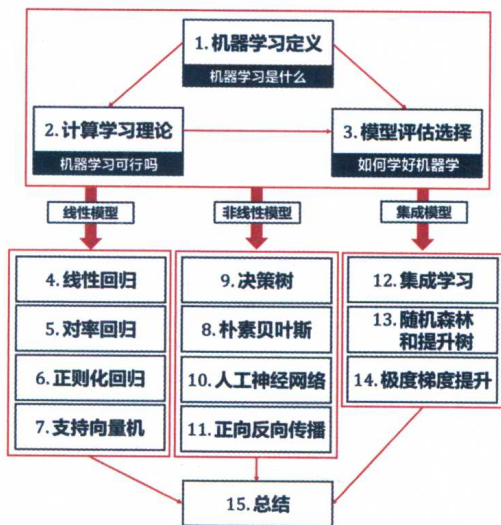 1.机器学习定义
机器学习是什么
2.计算学习理论
机器学习可行吗
3.模型评估选择
如何学好机器学
线性模型
非线性模型
集成模型
4.线性回归
5.对率回归
6.正则化回归
7.支持向量机
9.决策树
8.朴素贝叶斯
10.人工神经网络
11.正向反向传播
12.集成学习
13.随机森林
和提升树
14.极度梯度提升
15.总结